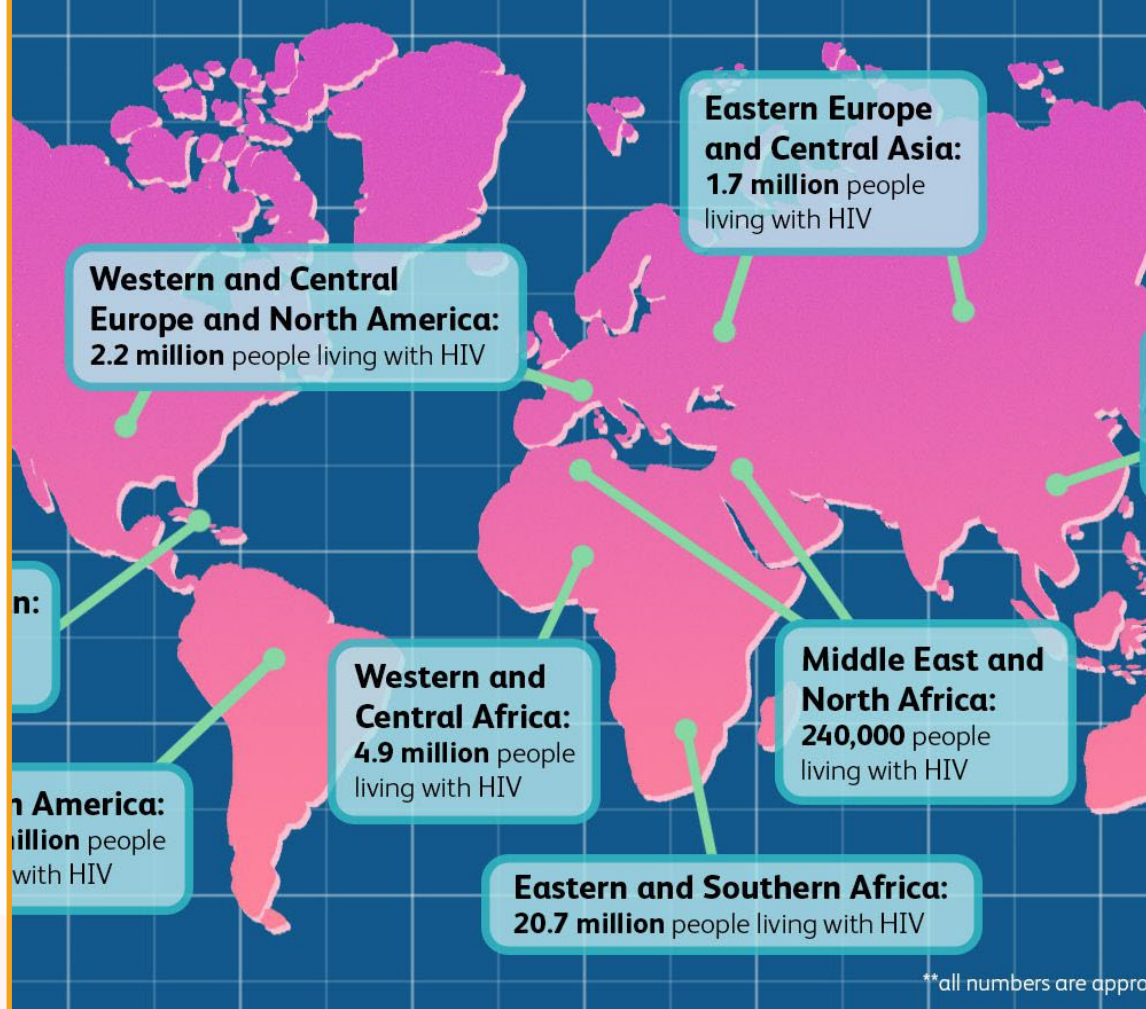 Eastern Europe
and Central Asia:
1.7 million people
living with HIV
Western and Central
Europe and North America:
2.2 million people living with HIV
n:
Western and
Central Africa:
4.9 million people
living with HIV
Middle East and
North Africa:
240,000 people
living with HIV
n America:
illion people
with HIV
Eastern and Southern Africa:
20.7 million people living with HIV
**all numbers are appro